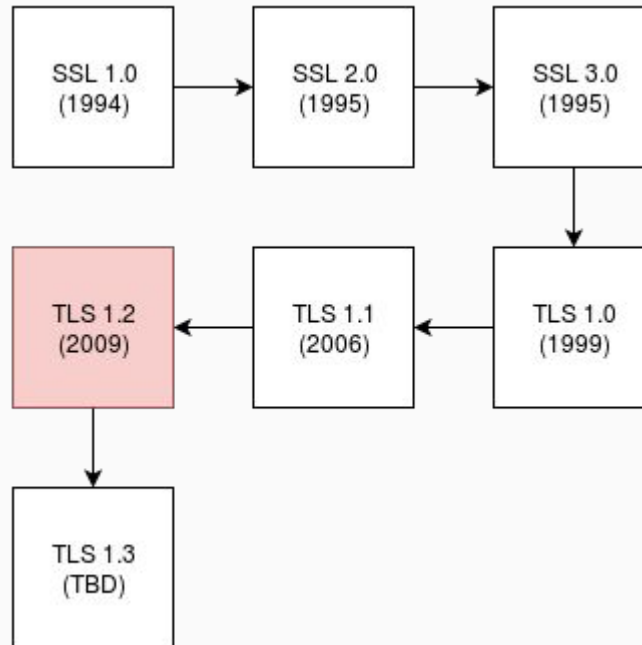 SSL 1.0
(1994)
SSL 2.0
(1995)
SSL 3.0
(1995)
TLS 1.0
(1999)
TLS 1.1
(2006)
TLS 1.2
(2009)
TLS 1.3
(TBD)